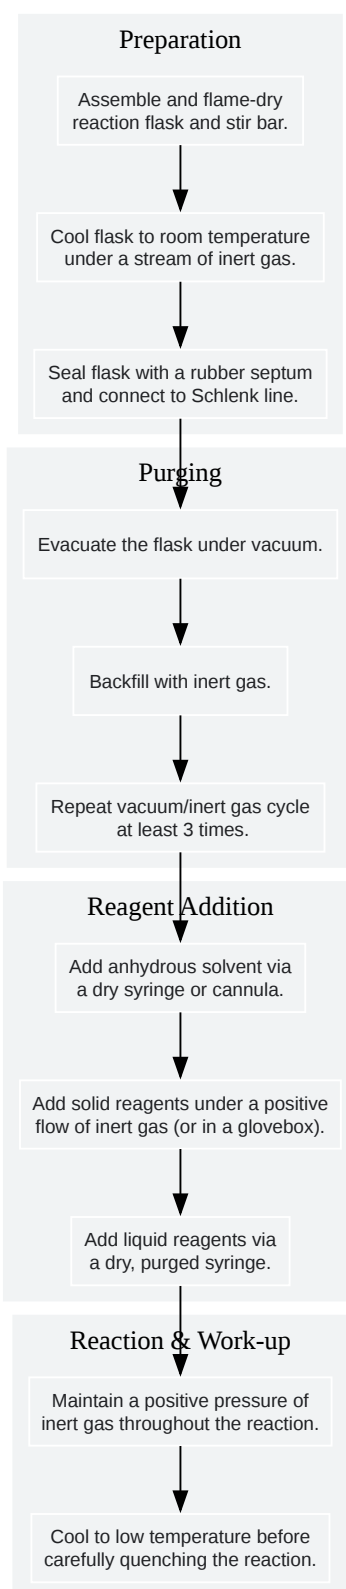 Preparation
Assemble and flame-dry
reaction flask and stir bar.
Cool flask to room temperature
under a stream of inert gas.
Seal flask with a rubber septum
and connect to Schlenk line.
Purging
Evacuate the flask under vacuum.
Backfill with inert gas.
Repeat vacuum/inert gas cycle
at least 3 times.
Reagent Addition
Add anhydrous solvent via
a dry syringe or cannula.
Add solid reagents under a positive
flow of inert gas (or in a glovebox).
Add liquid reagents via
a dry, purged syringe.
Reaction & Work-up
Maintain a positive pressure of
inert gas throughout the reaction.
Cool to low temperature before
carefully quenching the reaction.